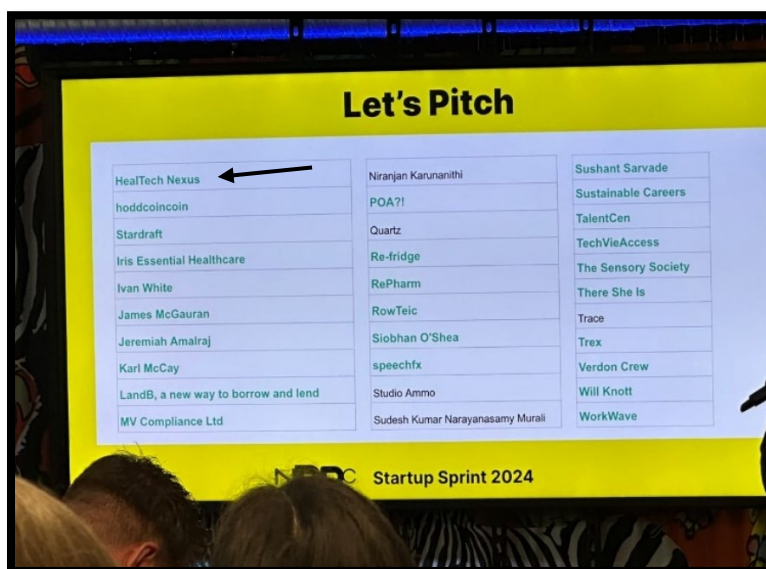 Let's Pitch
HealTech Nexus
hoddcoincoin
Stardraft
Iris Essential Healthcare
Ivan White
James McGauran
Jeremiah Amalraj
Karl McCay
LandB, a new way to borrow and lend
MV Compliance Ltd
Niranjan Karunanithi
POA?!
Quartz
Re-fridge
RePharm
RowTeic
Siobhan O'Shea
speechfx
Studio Ammo
Sudesh Kumar Narayanasamy Murali
Sushant Sarvade
Sustainable Careers
TalentCen
TechVieAccess
The Sensory Society
There She Is
Trace
Trex
Verdon Crew
Will Knott
WorkWave
Startup Sprint 2024